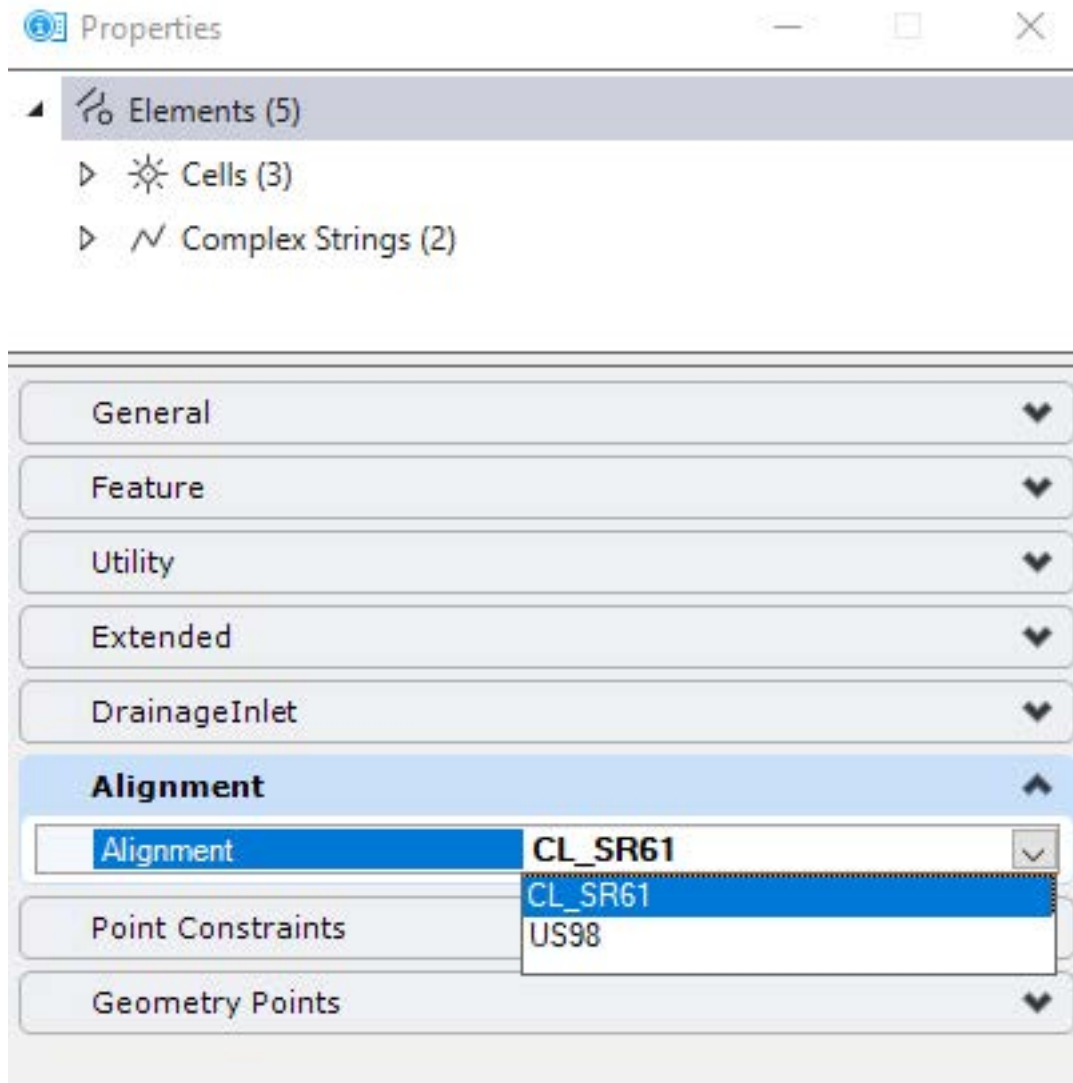 Properties
Elements (5)
Cells (3)
Complex Strings (2)
General
Feature
Utility
Extended
DrainageInlet
Alignment
Alignment CL_SR61
CL_SR61
US98
Point Constraints
Geometry Points